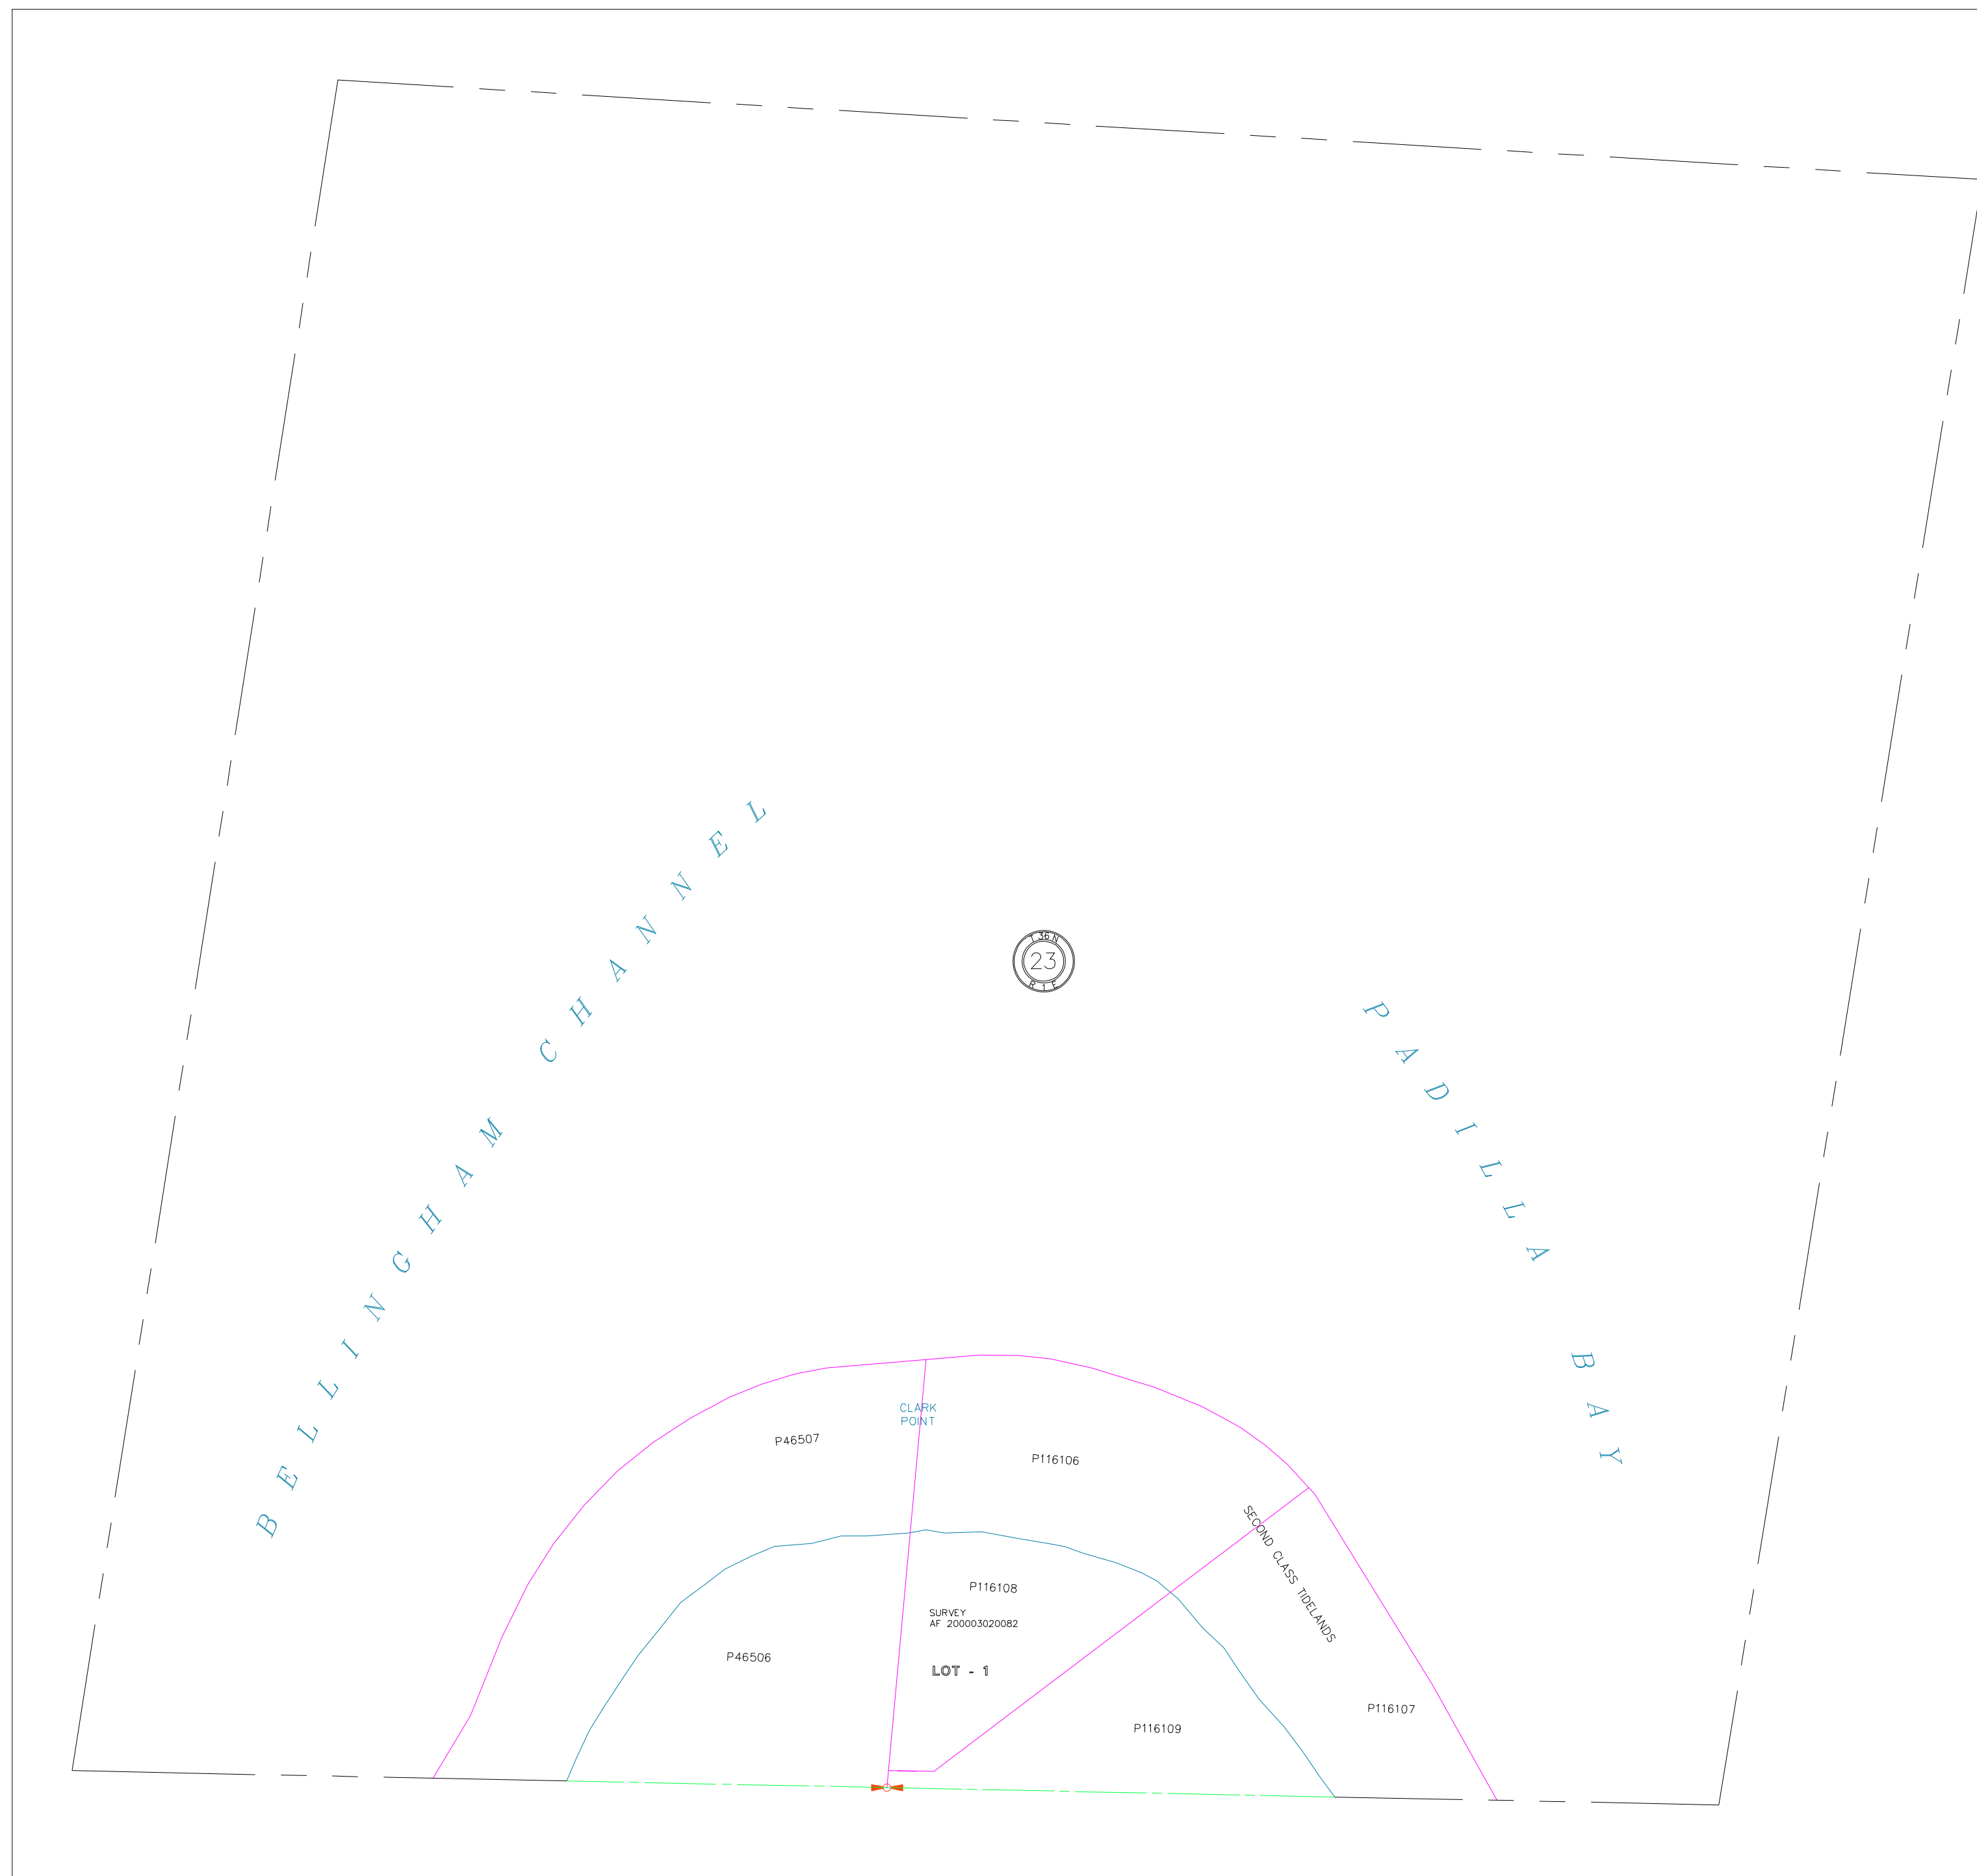 BELLINGHAM CHANNEL
T 36 N
23
R 1 E
PADILLA BAY
CLARK
POINT
P46507
P116106
SECOND CLASS TIDELANDS
P116108
SURVEY
AF 200003020082
P46506
LOT - 1
P116107
P116109